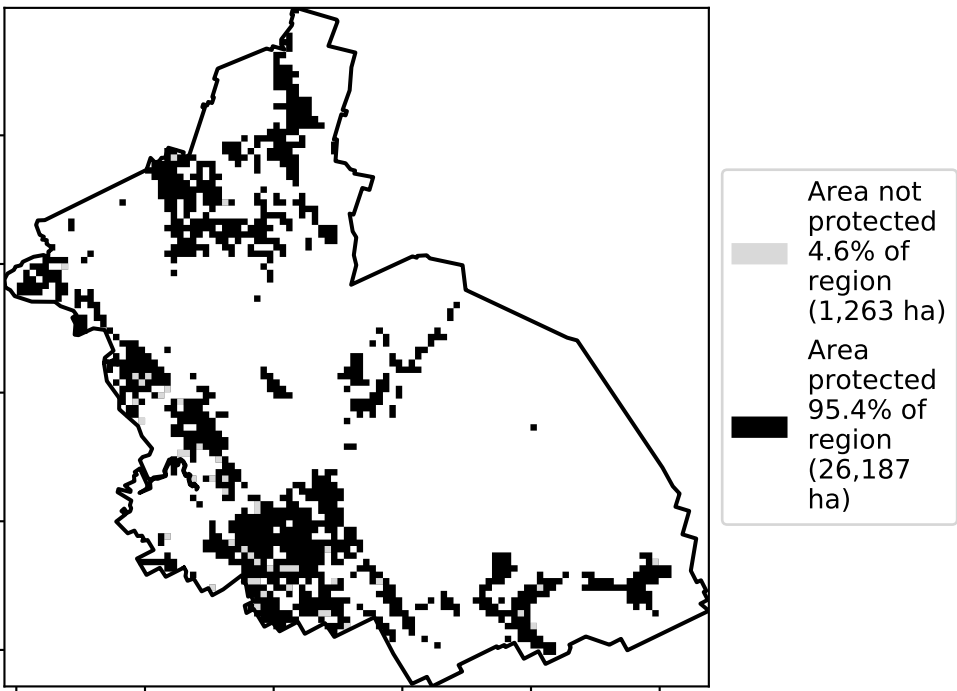 Area not
protected
4.6% of
region
(1,263 ha)
Area
protected
95.4% of
region
(26,187
ha)